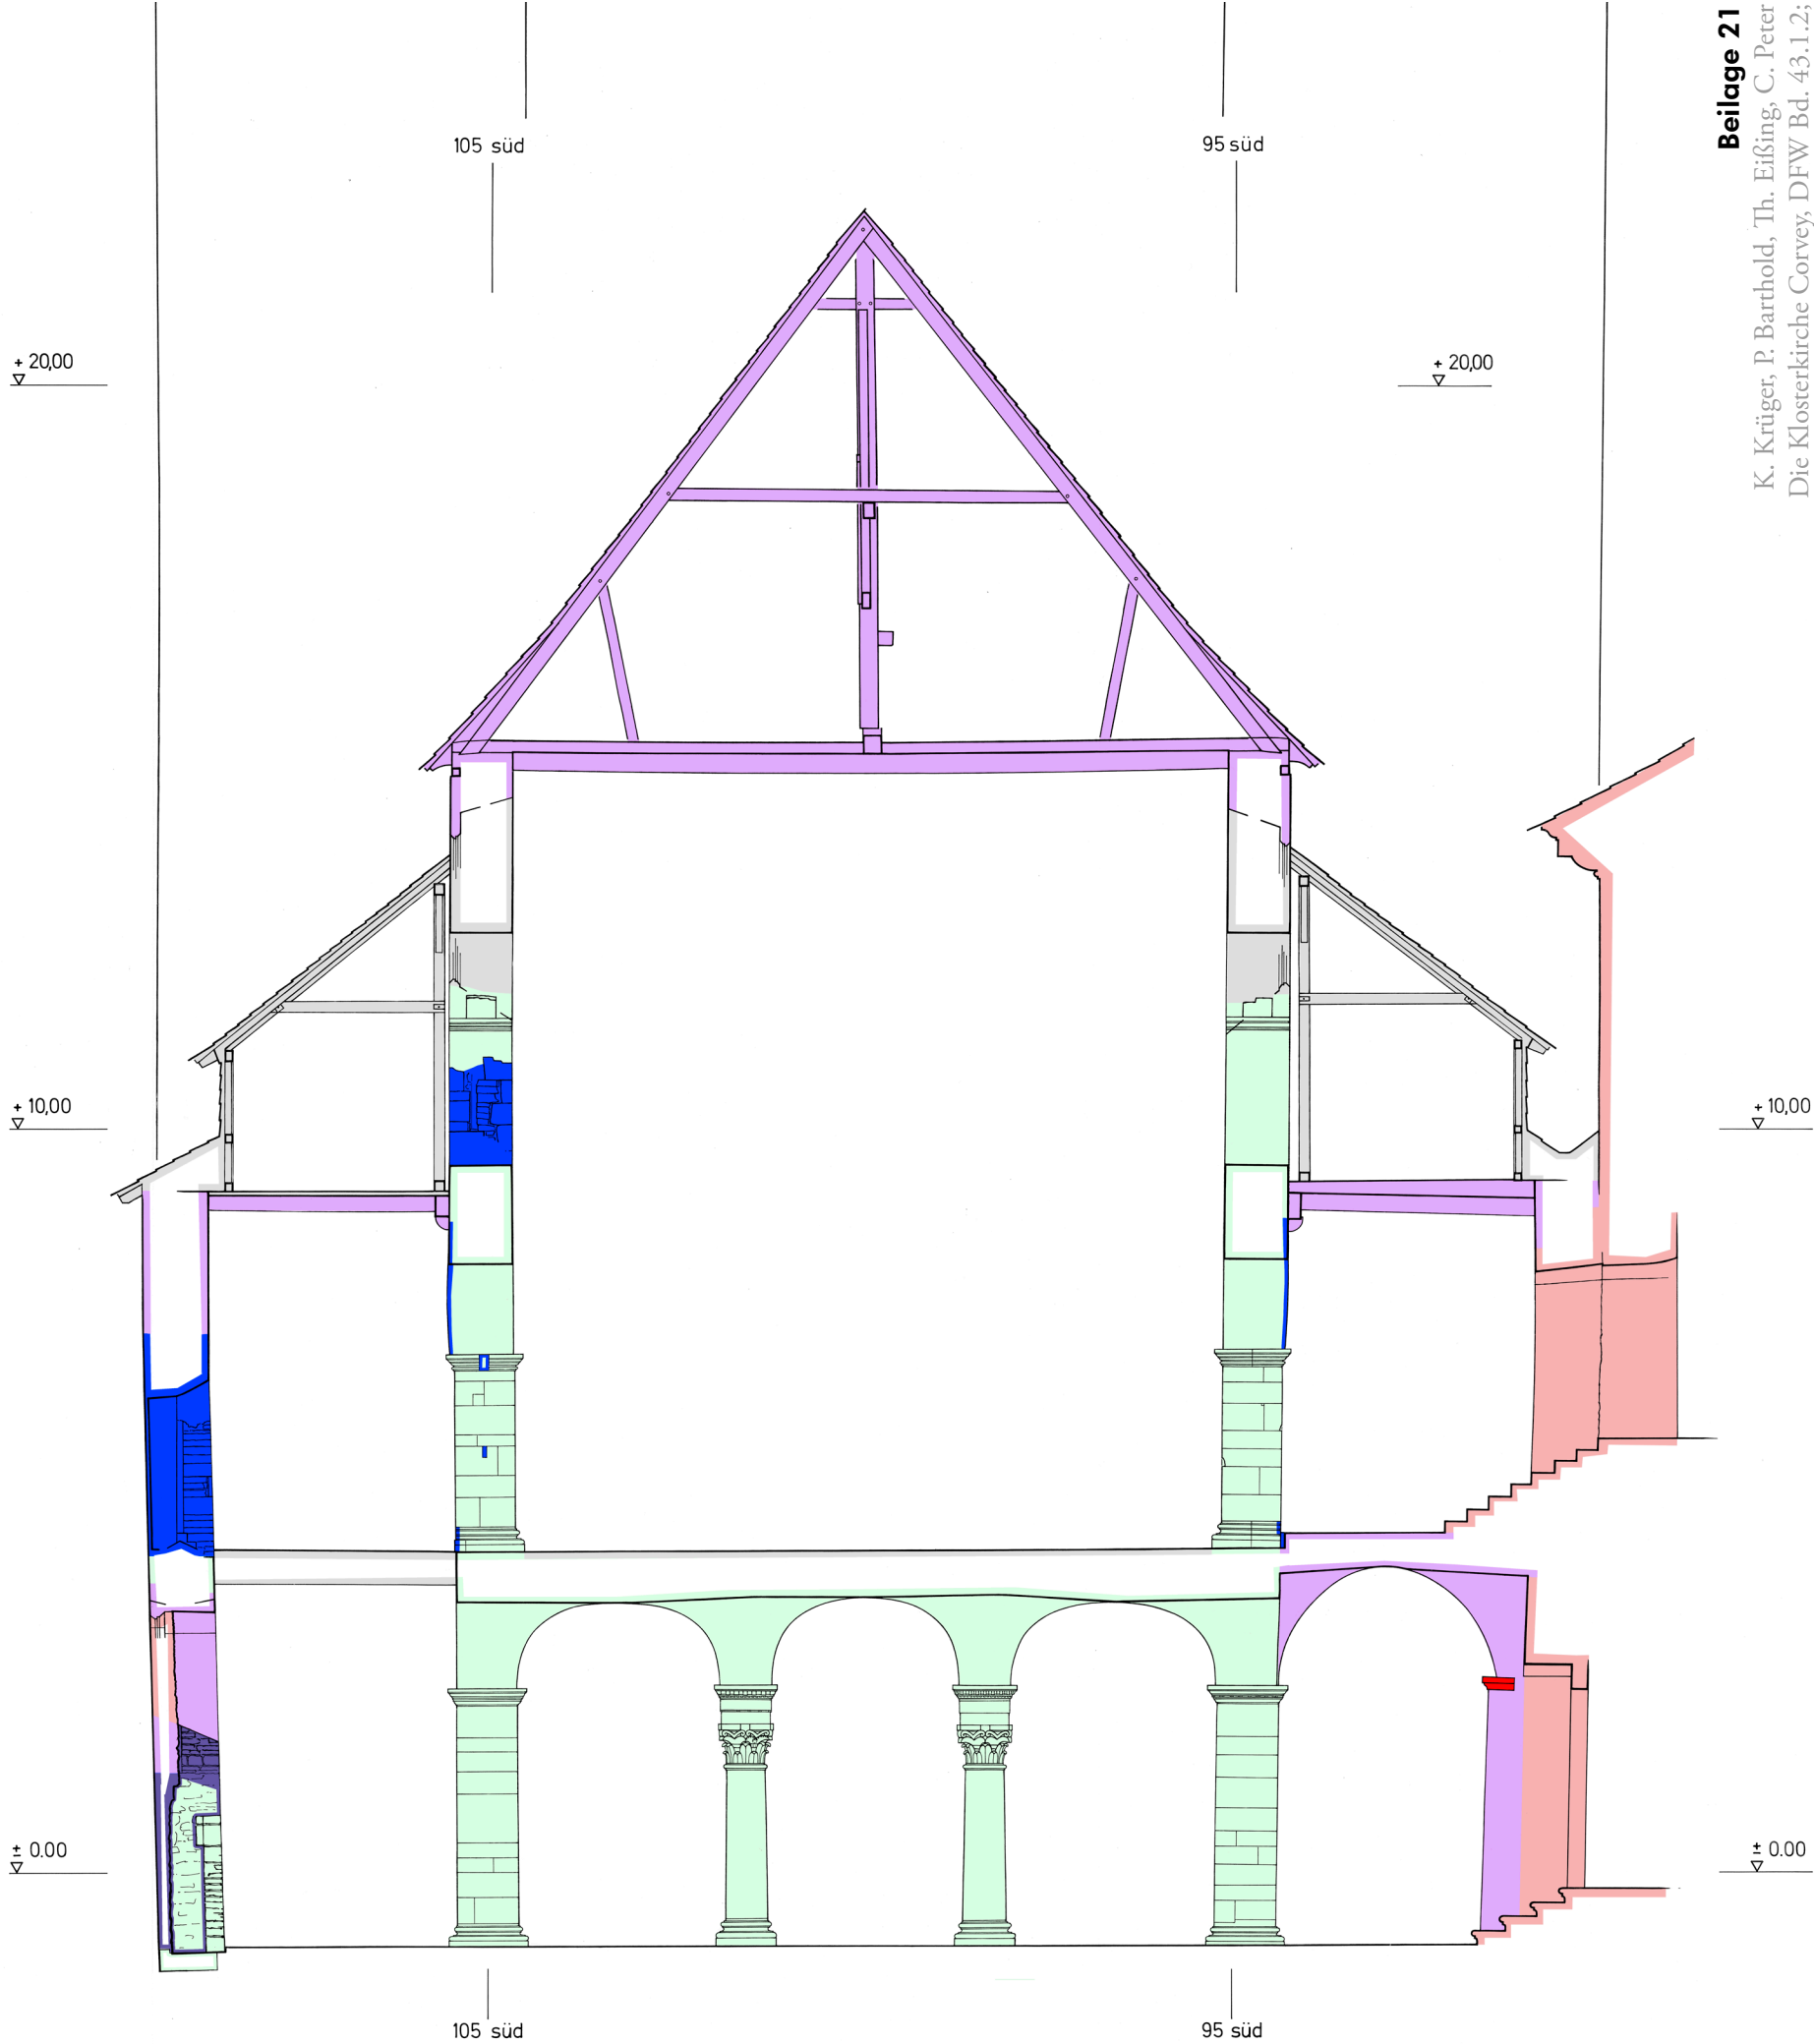 Beilage 21
K. Krüger, P. Barthold, Th. Eißing, C. Peter
Die Klosterkirche Corvey, DFW Bd. 43.1.2;
105 süd
95 süd
+ 20,00
+ 20,00
+ 10,00
+ 10,00
± 0.00
± 0.00
105 süd
95 süd